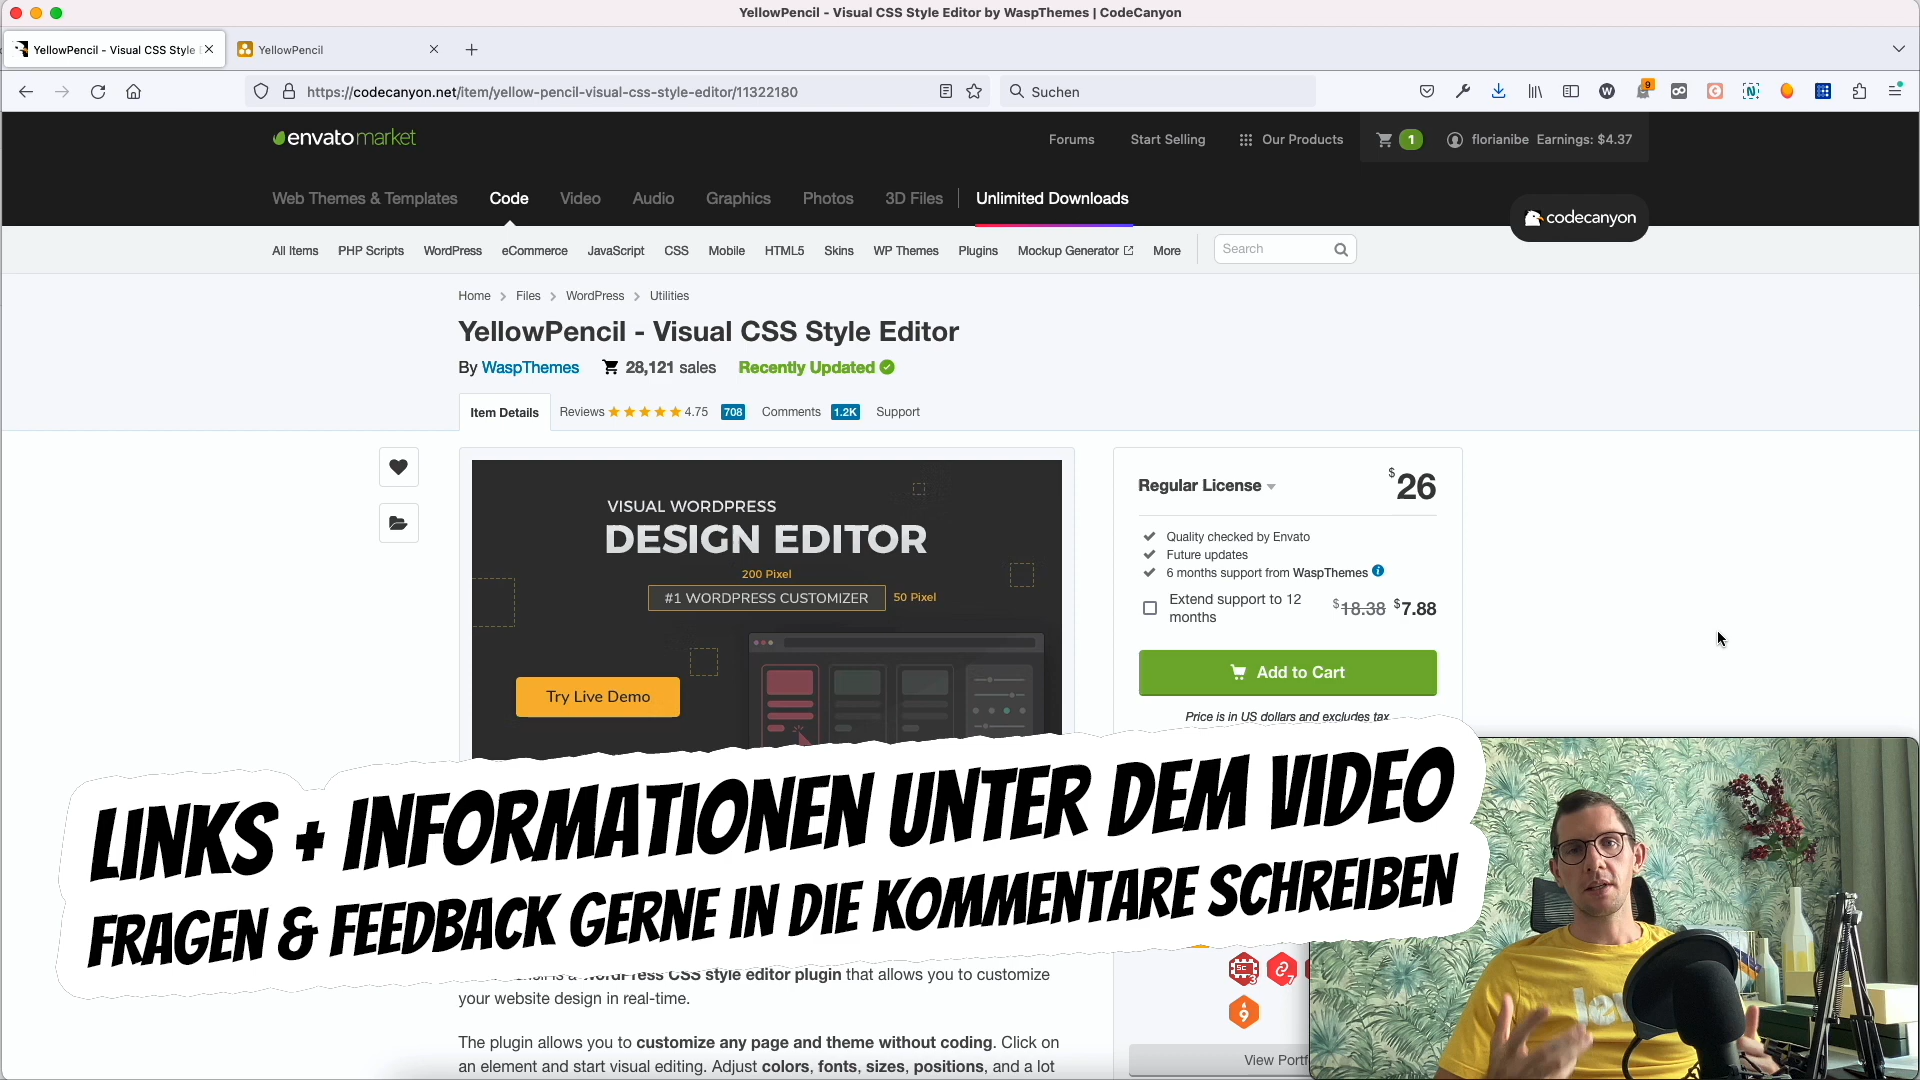 YellowPencil - Visual CSS Style Editor by WaspThemes | CodeCanyon
YellowPencil - Visual CSS Style
YellowPencil
https://codecanyon.net/item/yellow-pencil-visual-css-style-editor/11322180
Suchen
9
envato market
Forums
Start Selling
Our Products
1
florianibe Earnings: $4.37
Web Themes & Templates
Code
Video
Audio
Graphics
Photos
3D Files
Unlimited Downloads
codecanyon
All Items
PHP Scripts
WordPress
eCommerce
JavaScript
CSS
Mobile
HTML5
Skins
WP Themes
Plugins
Mockup Generator
More
Search
Home > Files > WordPress > Utilities
YellowPencil - Visual CSS Style Editor
By WaspThemes 28,121 sales Recently Updated
Item Details
Reviews 4.75 708
Comments 1.2K
Support
VISUAL WORDPRESS
DESIGN EDITOR
200 Pixel
#1 WORDPRESS CUSTOMIZER
50 Pixel
Try Live Demo
Regular License $26
Quality checked by Envato
Future updates
6 months support from WaspThemes
Extend support to 12 months $18.38 $7.88
Add to Cart
Price is in US dollars and excludes tax
LINKS + INFORMATIONEN UNTER DEM VIDEO
FRAGEN & FEEDBACK GERNE IN DIE KOMMENTARE SCHREIBEN
is a WordPress CSS style editor plugin that allows you to customize
your website design in real-time.
The plugin allows you to customize any page and theme without coding. Click on
an element and start visual editing. Adjust colors, fonts, sizes, positions, and a lot
SC 3
7
9
View